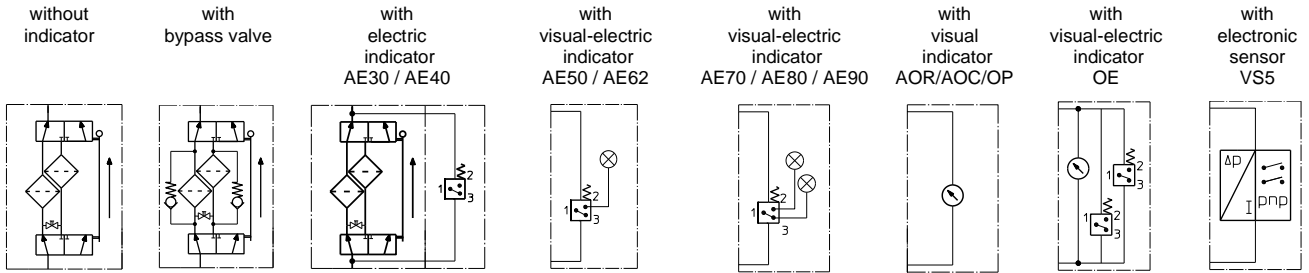 without
indicator
with
bypass valve
with
electric
indicator
AE30 / AE40
with
visual-electric
indicator
AE50 / AE62
with
visual-electric
indicator
AE70 / AE80 / AE90
with
visual
indicator
AOR/AOC/OP
with
visual-electric
indicator
OE
with
electronic
sensor
VS5
1
2
3
1
2
3
1
2
3
1
2
3
1
2
3
Δp
I
pnp